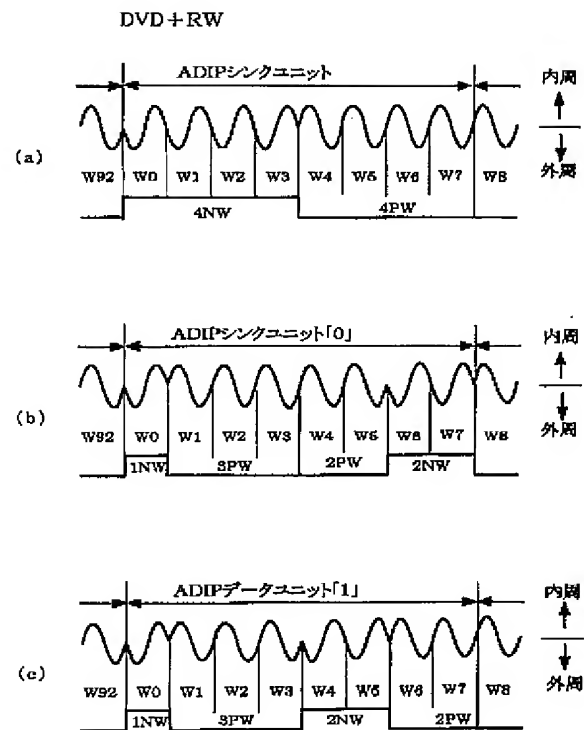 DVD+RW
ADIPシンクユニット
内周
(a)
外周
W92 W0 W1 W2 W3 W4 W5 W6 W7 W8
4NW 4PW
ADIPシンクユニット「0」
内周
(b)
外周
W92 W0 W1 W2 W3 W4 W5 W6 W7 W8
1NW 3PW 2PW 2NW
ADIPデータユニット「1」
内周
(c)
外周
W92 W0 W1 W2 W3 W4 W5 W6 W7 W8
1NW 3PW 2NW 2PW